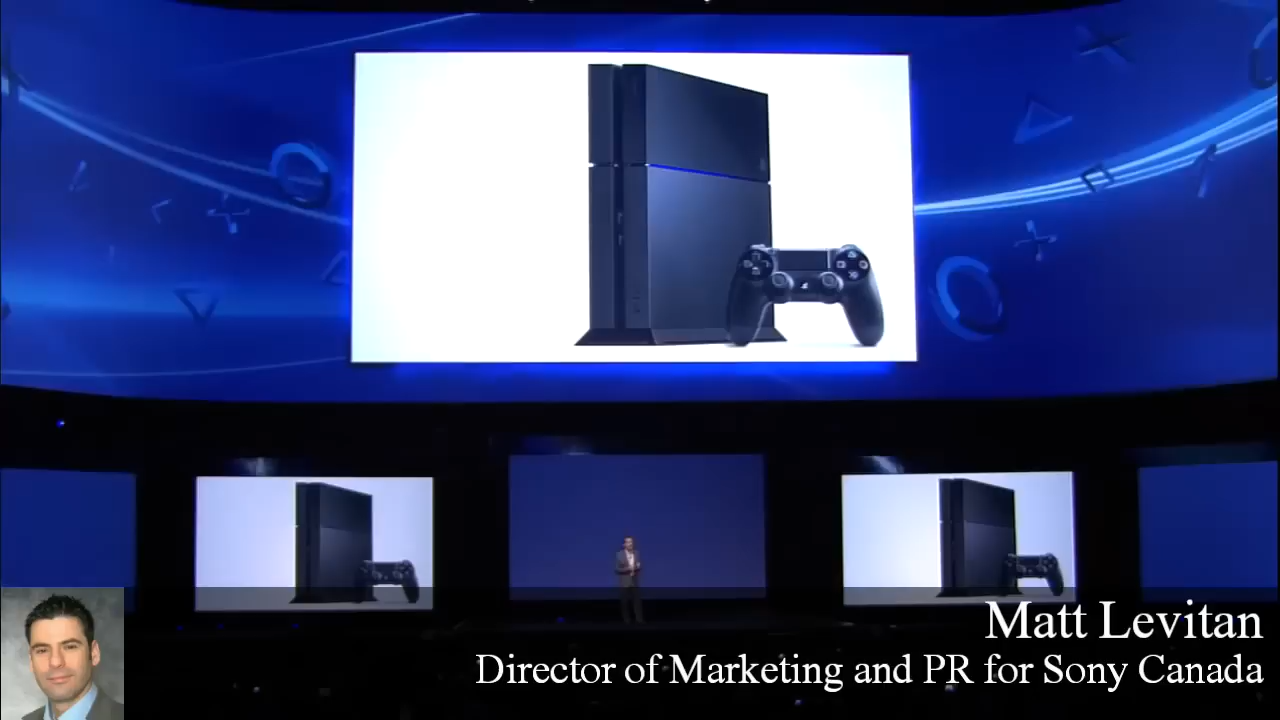 Matt Levitan
Director of Marketing and PR for Sony Canada